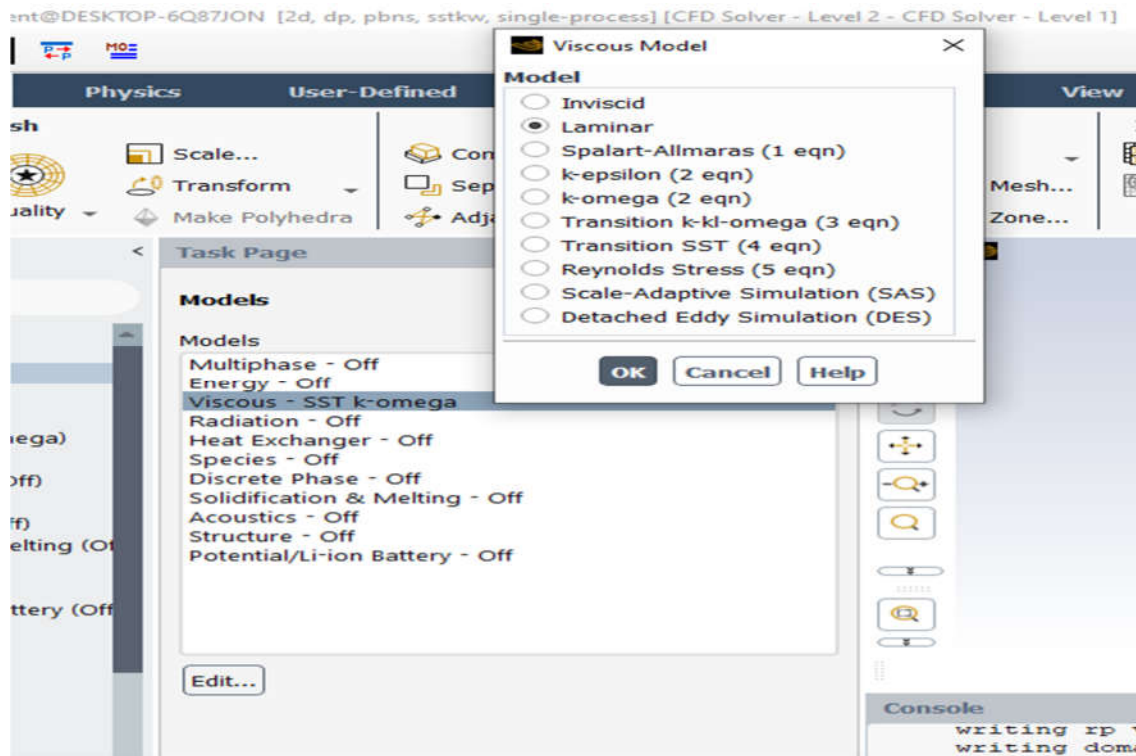 ent@DESKTOP-6Q87JON [2d, dp, pbns, sstkw, single-process] [CFD Solver - Level 2 - CFD Solver - Level 1]
Viscous Model
Model
Inviscid
Laminar
Spalart-Allmaras (1 eqn)
k-epsilon (2 eqn)
k-omega (2 eqn)
Transition k-kl-omega (3 eqn)
Transition SST (4 eqn)
Reynolds Stress (5 eqn)
Scale-Adaptive Simulation (SAS)
Detached Eddy Simulation (DES)
OK Cancel Help
Physics User-Defined View
sh
Scale... Com
Transform Sep Mesh...
uality Make Polyhedra Adja Zone...
< Task Page
Models
Models
Multiphase - Off
Energy - Off
Viscous - SST k-omega
Radiation - Off
Heat Exchanger - Off
Species - Off
Discrete Phase - Off
Solidification & Melting - Off
Acoustics - Off
Structure - Off
Potential/Li-ion Battery - Off
Edit...
ega)
Off)
ff)
elting (Of
ttery (Off
Console
writing rp
writing doma